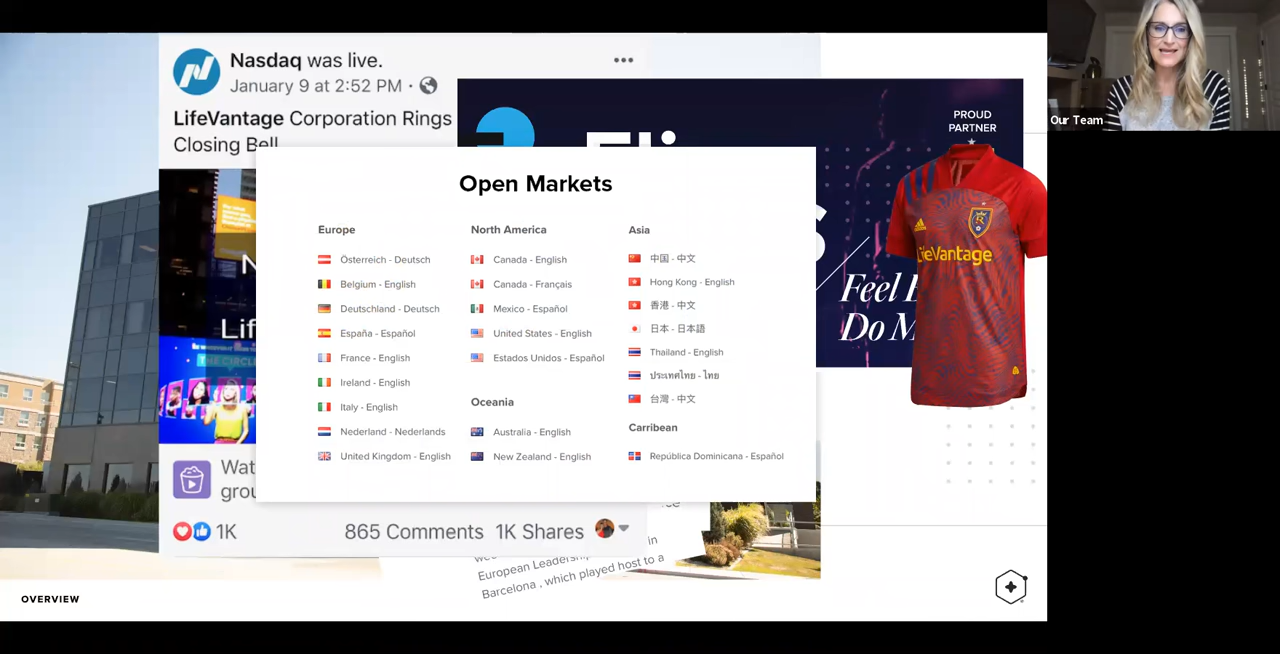 Nasdaq was live.
January 9 at 2:52 PM ·
LifeVantage Corporation Rings
Closing Bell
PROUD
PARTNER
Our Team
Open Markets
Europe
Österreich - Deutsch
Belgium - English
Deutschland - Deutsch
España - Español
France - English
Ireland - English
Italy - English
Nederland - Nederlands
United Kingdom - English
North America
Canada - English
Canada - Français
Mexico - Español
United States - English
Estados Unidos - Español
Oceania
Australia - English
New Zealand - English
Asia
中国 - 中文
Hong Kong - English
香港 - 中文
日本 - 日本語
Thailand - English
ประเทศไทย - ไทย
台灣 - 中文
Carribean
República Dominicana - Español
LifeVantage
Feel
Do
THE CIRCLE
1K
865 Comments
1K Shares
in
European
Barcelona , which played host to a
OVERVIEW